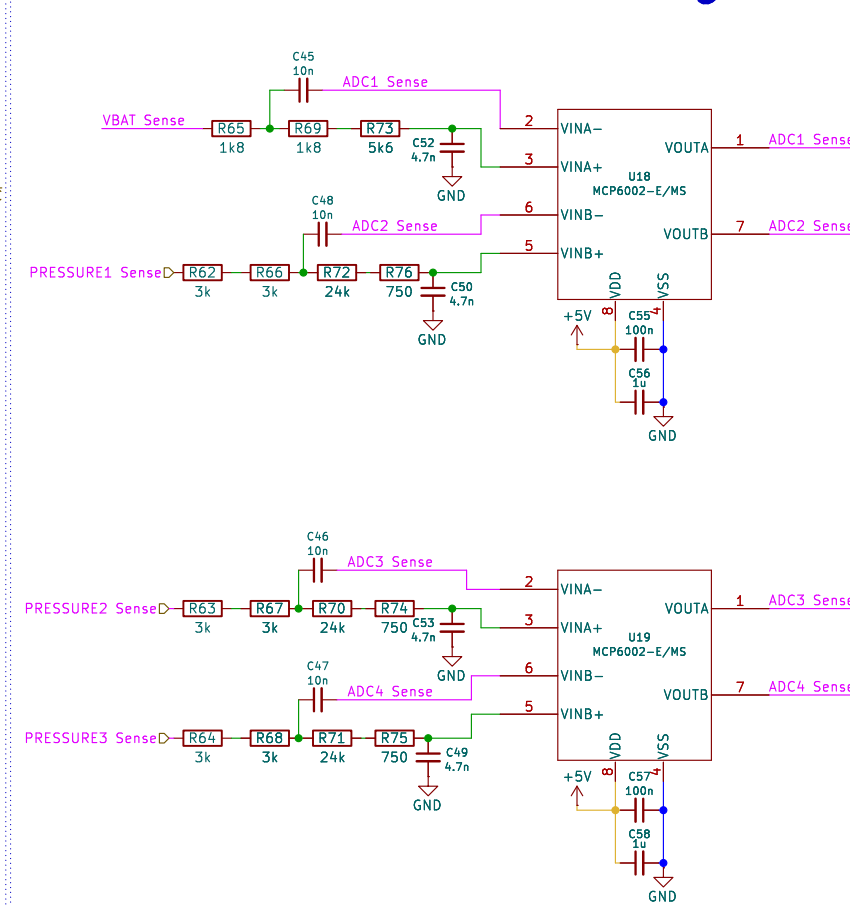 C45
10n
ADC1 Sense
VBAT Sense
R65
R69
R73
1k8
1k8
5k6
C52
4.7n
GND
2
VINA-
3
VINA+
VOUTA
1
ADC1 Sense
U18
MCP6002-E/MS
C48
10n
ADC2 Sense
6
VINB-
5
VINB+
VOUTB
7
ADC2 Sense
PRESSURE1 Sense
R62
R66
R72
R76
3k
3k
24k
750
C50
4.7n
GND
VDD
VSS
8
4
+5V
C55
100n
C56
1u
GND
C46
10n
ADC3 Sense
PRESSURE2 Sense
R63
R67
R70
R74
3k
3k
24k
750
C53
4.7n
GND
2
VINA-
3
VINA+
VOUTA
1
ADC3 Sense
U19
MCP6002-E/MS
C47
10n
ADC4 Sense
6
VINB-
5
VINB+
VOUTB
7
ADC4 Sense
PRESSURE3 Sense
R64
R68
R71
R75
3k
3k
24k
750
C49
4.7n
GND
VDD
VSS
8
4
+5V
C57
100n
C58
1u
GND